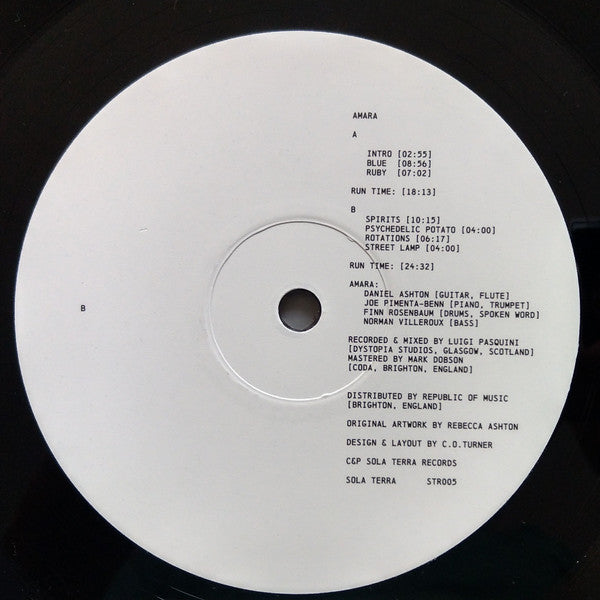 AMARA
A
INTRO [02:55]
BLUE [08:56]
RUBY [07:02]
RUN TIME: [18:13]
B
SPIRITS [10:15]
PSYCHEDELIC POTATO [04:00]
ROTATIONS [06:17]
STREET LAMP [04:00]
RUN TIME: [24:32]
AMARA:
DANIEL ASHTON [GUITAR, FLUTE]
JOE PIMENTA-BENN [PIANO, TRUMPET]
FINN ROSENBAUM [DRUMS, SPOKEN WORD]
NORMAN VILLEROUX [BASS]
B
RECORDED & MIXED BY LUIGI PASQUINI
[DYSTOPIA STUDIOS, GLASGOW, SCOTLAND]
MASTERED BY MARK DOBSON
[CODA, BRIGHTON, ENGLAND]
DISTRIBUTED BY REPUBLIC OF MUSIC
[BRIGHTON, ENGLAND]
ORIGINAL ARTWORK BY REBECCA ASHTON
DESIGN & LAYOUT BY C.D.TURNER
C&P SOLA TERRA RECORDS
SOLA TERRA STR005